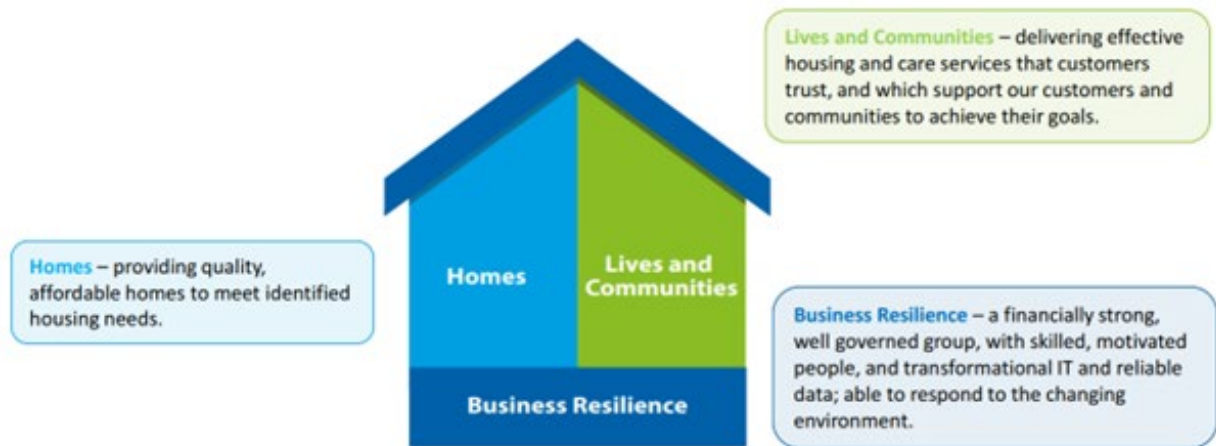 Lives and Communities – delivering effective
housing and care services that customers
trust, and which support our customers and
communities to achieve their goals.
Homes – providing quality,
affordable homes to meet identified
housing needs.
Homes
Lives and
Communities
Business Resilience
Business Resilience – a financially strong,
well governed group, with skilled, motivated
people, and transformational IT and reliable
data; able to respond to the changing
environment.